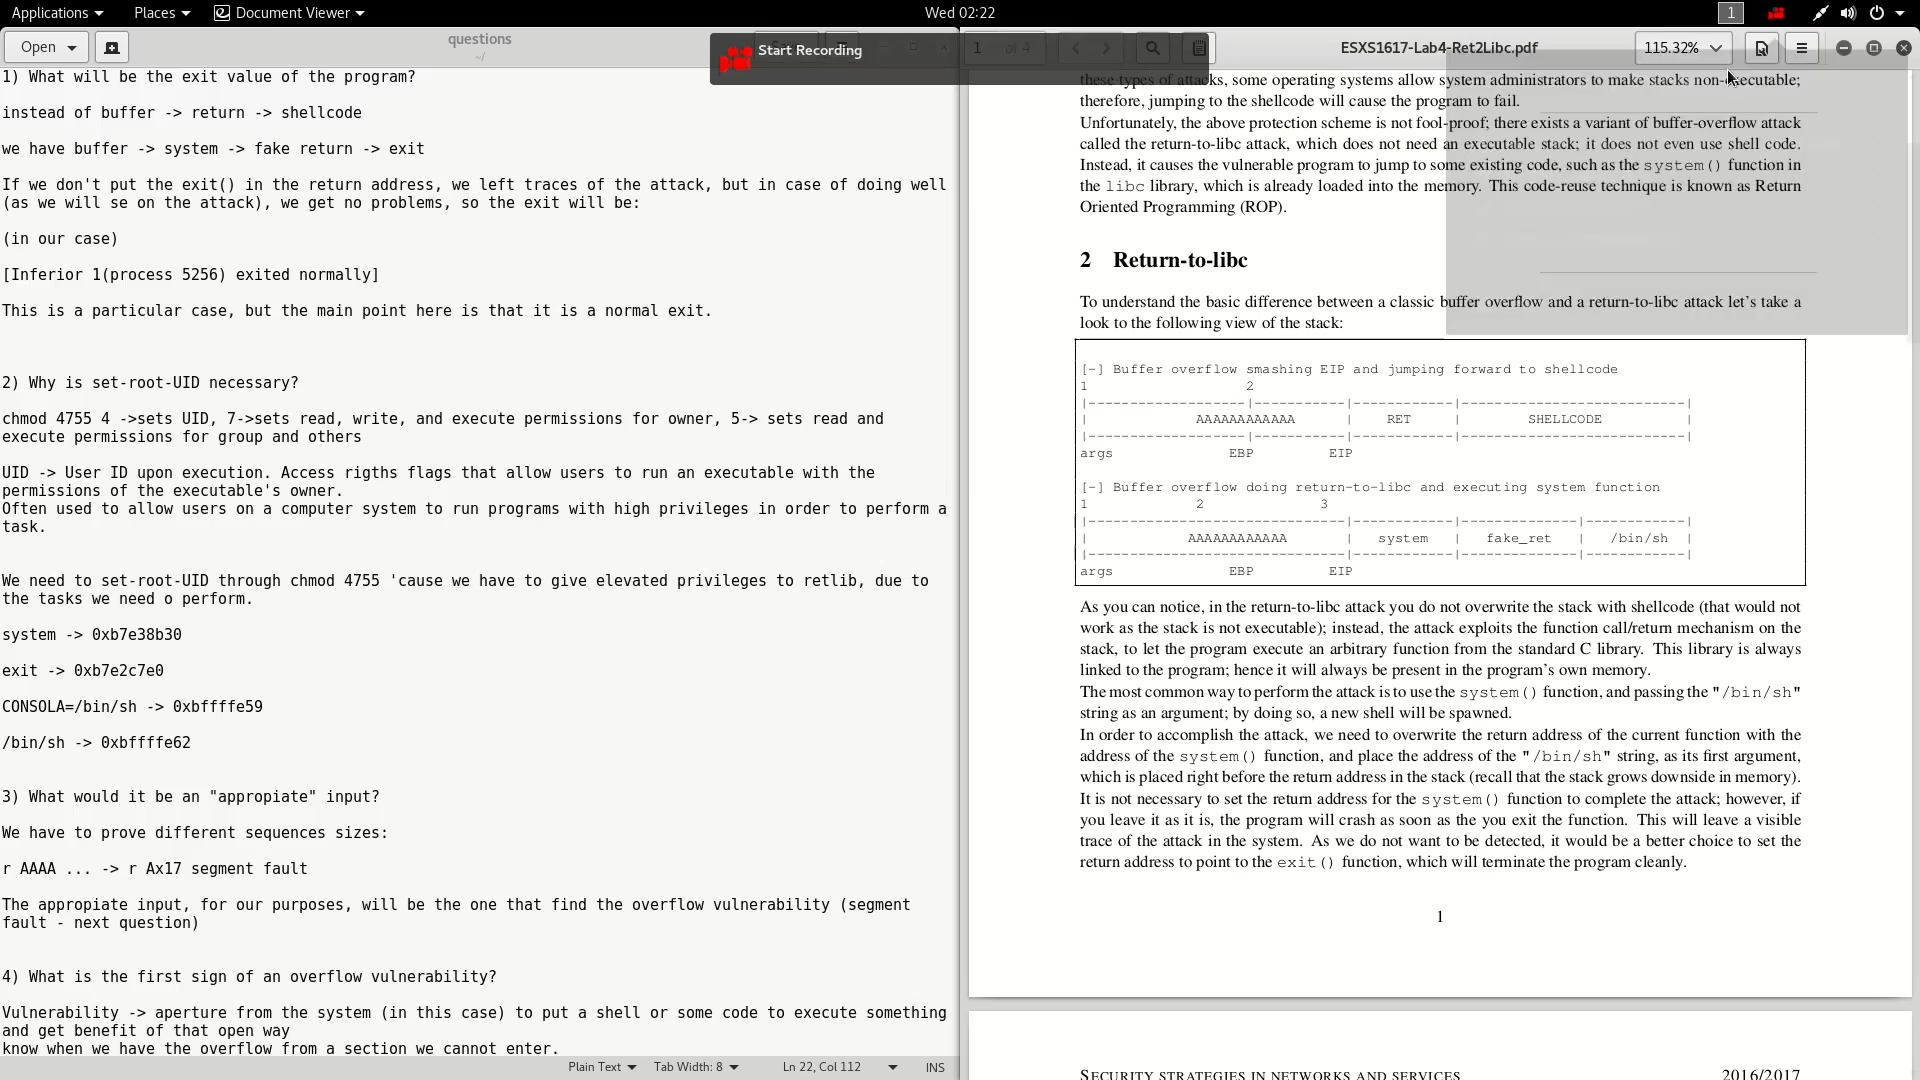 Applications Places Document Viewer Wed 02:22 1
Open
questions
~/
Start Recording
1 of 4
ESXS1617-Lab4-Ret2Libc.pdf
115.32%
1) What will be the exit value of the program?
instead of buffer -> return -> shellcode
we have buffer -> system -> fake return -> exit
If we don't put the exit() in the return address, we left traces of the attack, but in case of doing well
(as we will se on the attack), we get no problems, so the exit will be:
(in our case)
[Inferior 1(process 5256) exited normally]
This is a particular case, but the main point here is that it is a normal exit.
2) Why is set-root-UID necessary?
chmod 4755 4 ->sets UID, 7->sets read, write, and execute permissions for owner, 5-> sets read and
execute permissions for group and others
UID -> User ID upon execution. Access rigths flags that allow users to run an executable with the
permissions of the executable's owner.
Often used to allow users on a computer system to run programs with high privileges in order to perform a
task.
We need to set-root-UID through chmod 4755 'cause we have to give elevated privileges to retlib, due to
the tasks we need o perform.
system -> 0xb7e38b30
exit -> 0xb7e2c7e0
CONSOLA=/bin/sh -> 0xbffffe59
/bin/sh -> 0xbffffe62
3) What would it be an "appropiate" input?
We have to prove different sequences sizes:
r AAAA ... -> r Ax17 segment fault
The appropiate input, for our purposes, will be the one that find the overflow vulnerability (segment
fault - next question)
4) What is the first sign of an overflow vulnerability?
Vulnerability -> aperture from the system (in this case) to put a shell or some code to execute something
and get benefit of that open way
know when we have the overflow from a section we cannot enter.
Plain Text Tab Width: 8 Ln 22, Col 112 INS
these types of attacks, some operating systems allow system administrators to make stacks non-executable;
therefore, jumping to the shellcode will cause the program to fail.
Unfortunately, the above protection scheme is not fool-proof; there exists a variant of buffer-overflow attack
called the return-to-libc attack, which does not need an executable stack; it does not even use shell code.
Instead, it causes the vulnerable program to jump to some existing code, such as the system() function in
the libc library, which is already loaded into the memory. This code-reuse technique is known as Return
Oriented Programming (ROP).
2 Return-to-libc
To understand the basic difference between a classic buffer overflow and a return-to-libc attack let's take a
look to the following view of the stack:
[-] Buffer overflow smashing EIP and jumping forward to shellcode
1 2
|-------------------|-----------|------------|---------------------------|
| AAAAAAAAAAAA | RET | SHELLCODE |
|-------------------|-----------|------------|---------------------------|
args EBP EIP
[-] Buffer overflow doing return-to-libc and executing system function
1 2 3
|-------------------------------|------------|--------------|------------|
| AAAAAAAAAAAA | system | fake_ret | /bin/sh |
|-------------------------------|------------|--------------|------------|
args EBP EIP
As you can notice, in the return-to-libc attack you do not overwrite the stack with shellcode (that would not
work as the stack is not executable); instead, the attack exploits the function call/return mechanism on the
stack, to let the program execute an arbitrary function from the standard C library. This library is always
linked to the program; hence it will always be present in the program's own memory.
The most common way to perform the attack is to use the system() function, and passing the "/bin/sh"
string as an argument; by doing so, a new shell will be spawned.
In order to accomplish the attack, we need to overwrite the return address of the current function with the
address of the system() function, and place the address of the "/bin/sh" string, as its first argument,
which is placed right before the return address in the stack (recall that the stack grows downside in memory).
It is not necessary to set the return address for the system() function to complete the attack; however, if
you leave it as it is, the program will crash as soon as the you exit the function. This will leave a visible
trace of the attack in the system. As we do not want to be detected, it would be a better choice to set the
return address to point to the exit() function, which will terminate the program cleanly.
1
SECURITY STRATEGIES IN NETWORKS AND SERVICES 2016/2017